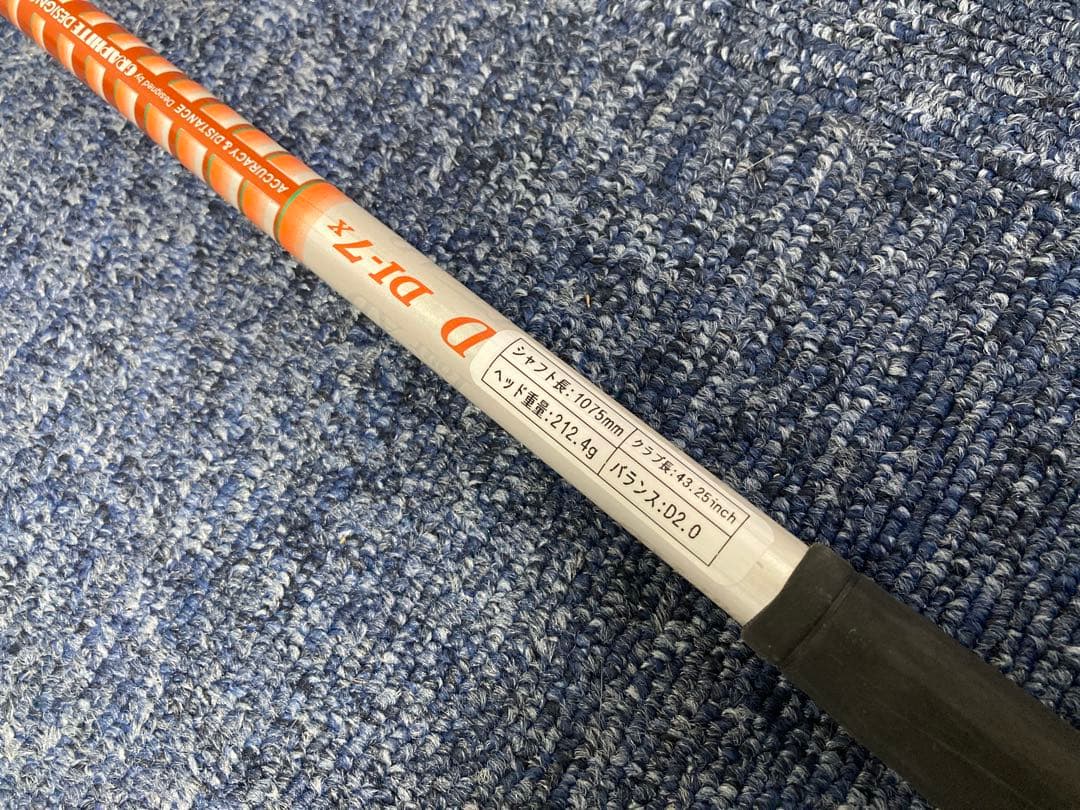 GRAPHITE DESIGN
ACCURACY & DISTANCE Designed by
D DI-7 X
シャフト長:1075mm クラブ長:43.25inch
ヘッド重量:212.4g バランス:D2.0